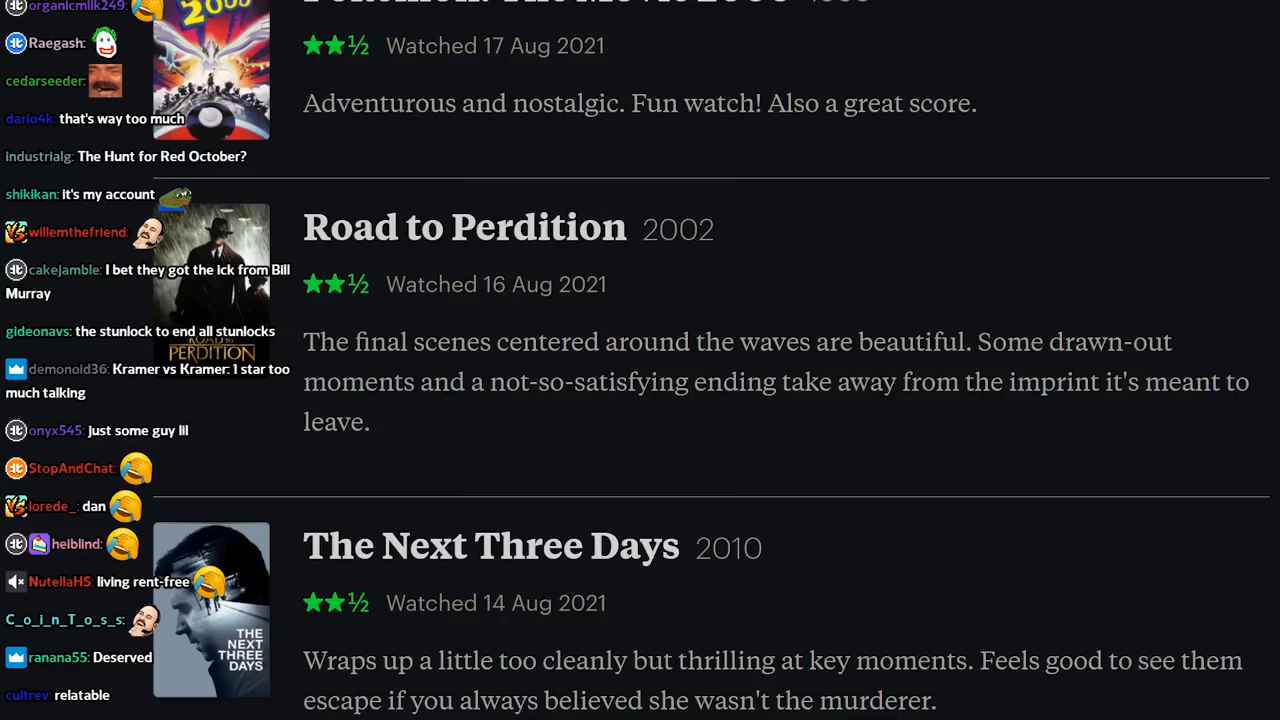 organicmilk249:
Raegash:
cedarseeder:
dario4k: that's way too much
industrialg: The Hunt for Red October?
shikikan: it's my account
willemthefriend:
cakejamble: I bet they got the ick from Bill
Murray
gideonavs: the stunlock to end all stunlocks
demonoid36: Kramer vs Kramer: 1 star too
much talking
onyx545: just some guy lil
StopAndChat:
lorede_: dan
heiblind:
NutellaHS: living rent-free
C_o_i_n_T_o_s_s:
ranana55: Deserved
cultrev: relatable
2000
Pokémon: The Movie 2000 1999
★★½ Watched 17 Aug 2021
Adventurous and nostalgic. Fun watch! Also a great score.
ROAD TO
PERDITION
Road to Perdition 2002
★★½ Watched 16 Aug 2021
The final scenes centered around the waves are beautiful. Some drawn-out
moments and a not-so-satisfying ending take away from the imprint it's meant to
leave.
THE
NEXT
THREE
DAYS
The Next Three Days 2010
★★½ Watched 14 Aug 2021
Wraps up a little too cleanly but thrilling at key moments. Feels good to see them
escape if you always believed she wasn't the murderer.